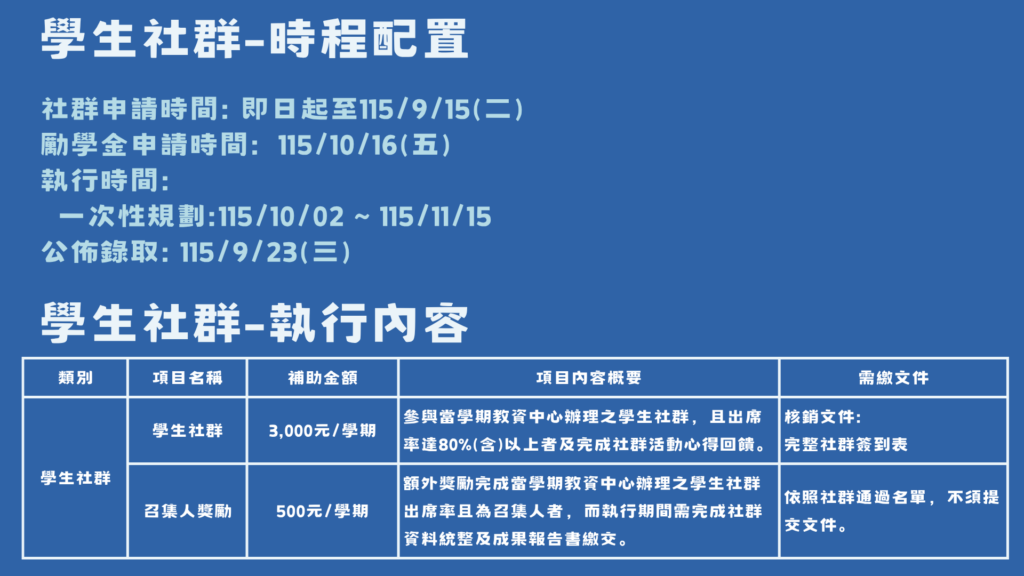 學生社群-時程配置
社群申請時間: 即日起至115/9/15(二)
勵學金申請時間: 115/10/16(五)
執行時間:
一次性規劃:115/10/02 ~ 115/11/15
公佈錄取: 115/9/23(三)
學生社群-執行內容
類別 項目名稱 補助金額 項目內容概要 需繳文件
學生社群
學生社群 3,000元/學期
參與當學期教資中心辦理之學生社群，且出席
率達80%(含)以上者及完成社群活動心得回饋。
核銷文件:
完整社群簽到表
召集人獎勵 500元/學期
額外獎勵完成當學期教資中心辦理之學生社群
出席率且為召集人者，而執行期間需完成社群
資料統整及成果報告書繳交。
依照社群通過名單，不須提
交文件。